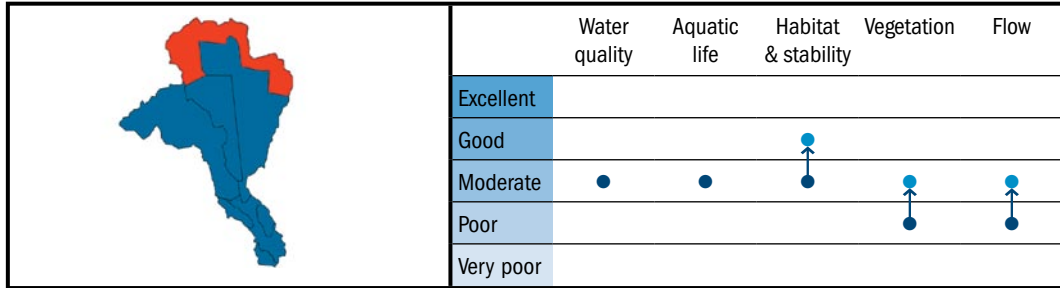 Water quality
Aquatic life
Habitat & stability
Vegetation
Flow
Excellent
Good
Moderate
Poor
Very poor